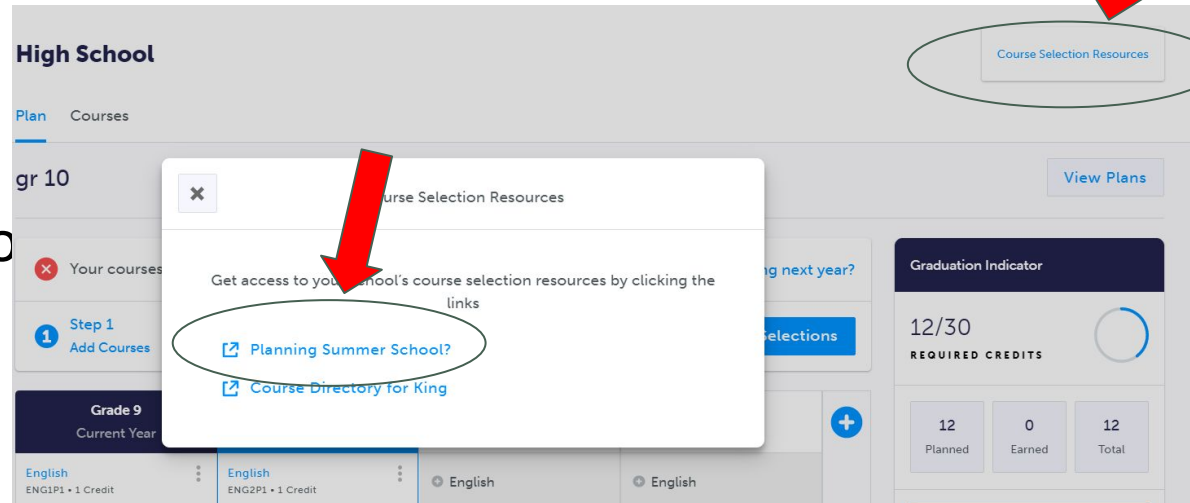 High School
Course Selection Resources
Plan Courses
gr 10
View Plans
Course Selection Resources
Get access to your school's course selection resources by clicking the
links
Planning Summer School?
Course Directory for King
Your courses
next year?
1 Step 1
Add Courses
Selections
Grade 9
Current Year
English
ENG1P1 • 1 Credit
English
ENG2P1 • 1 Credit
English
English
Graduation Indicator
12/30
REQUIRED CREDITS
12 0 12
Planned Earned Total